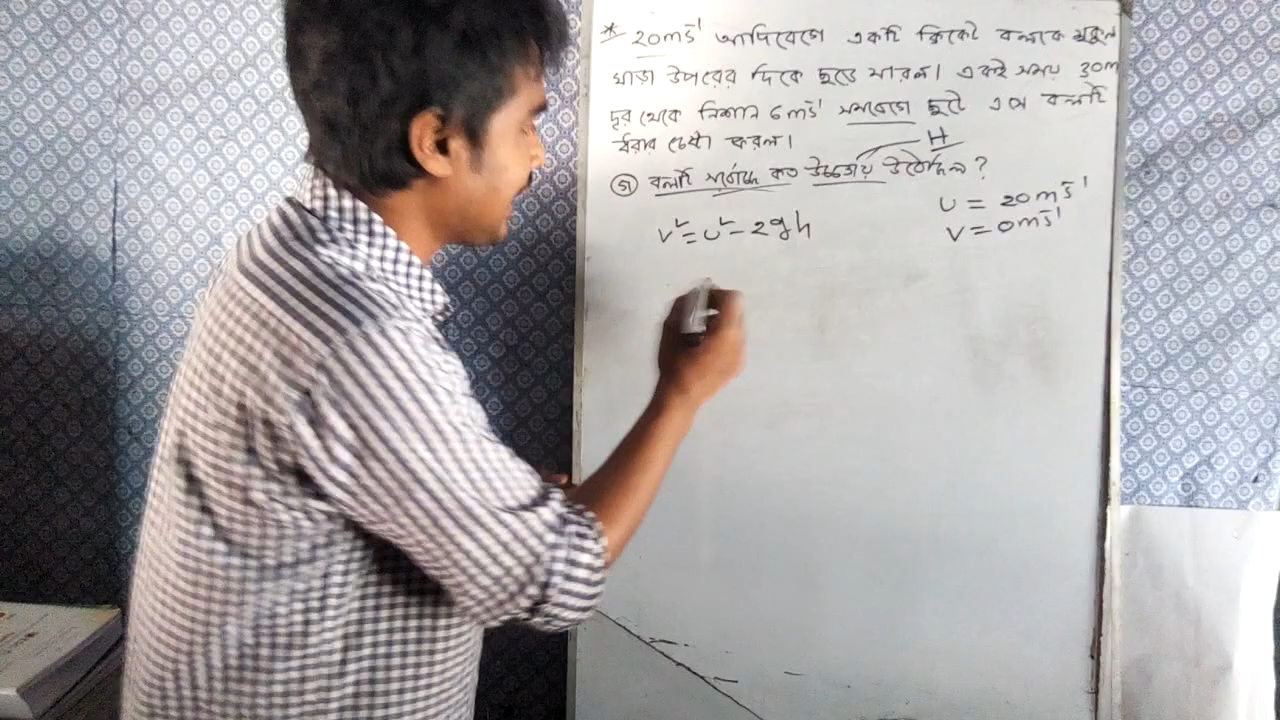 * 20ms⁻¹ আদিবেগে একটি ক্রিকেট বলকে মুকুল
খাড়া উপরের দিকে ছুড়ে মারল। একই সময় 30m
দূর থেকে নিশান 6ms⁻¹ সমবেগে ছুটে এসে বলটি
ধরার চেষ্টা করল।
H
গ বলটি সর্বোচ্চ কত উচ্চতায় উঠেছিল?
u = 20ms⁻¹
v² = u² - 2gh
v = 0ms⁻¹